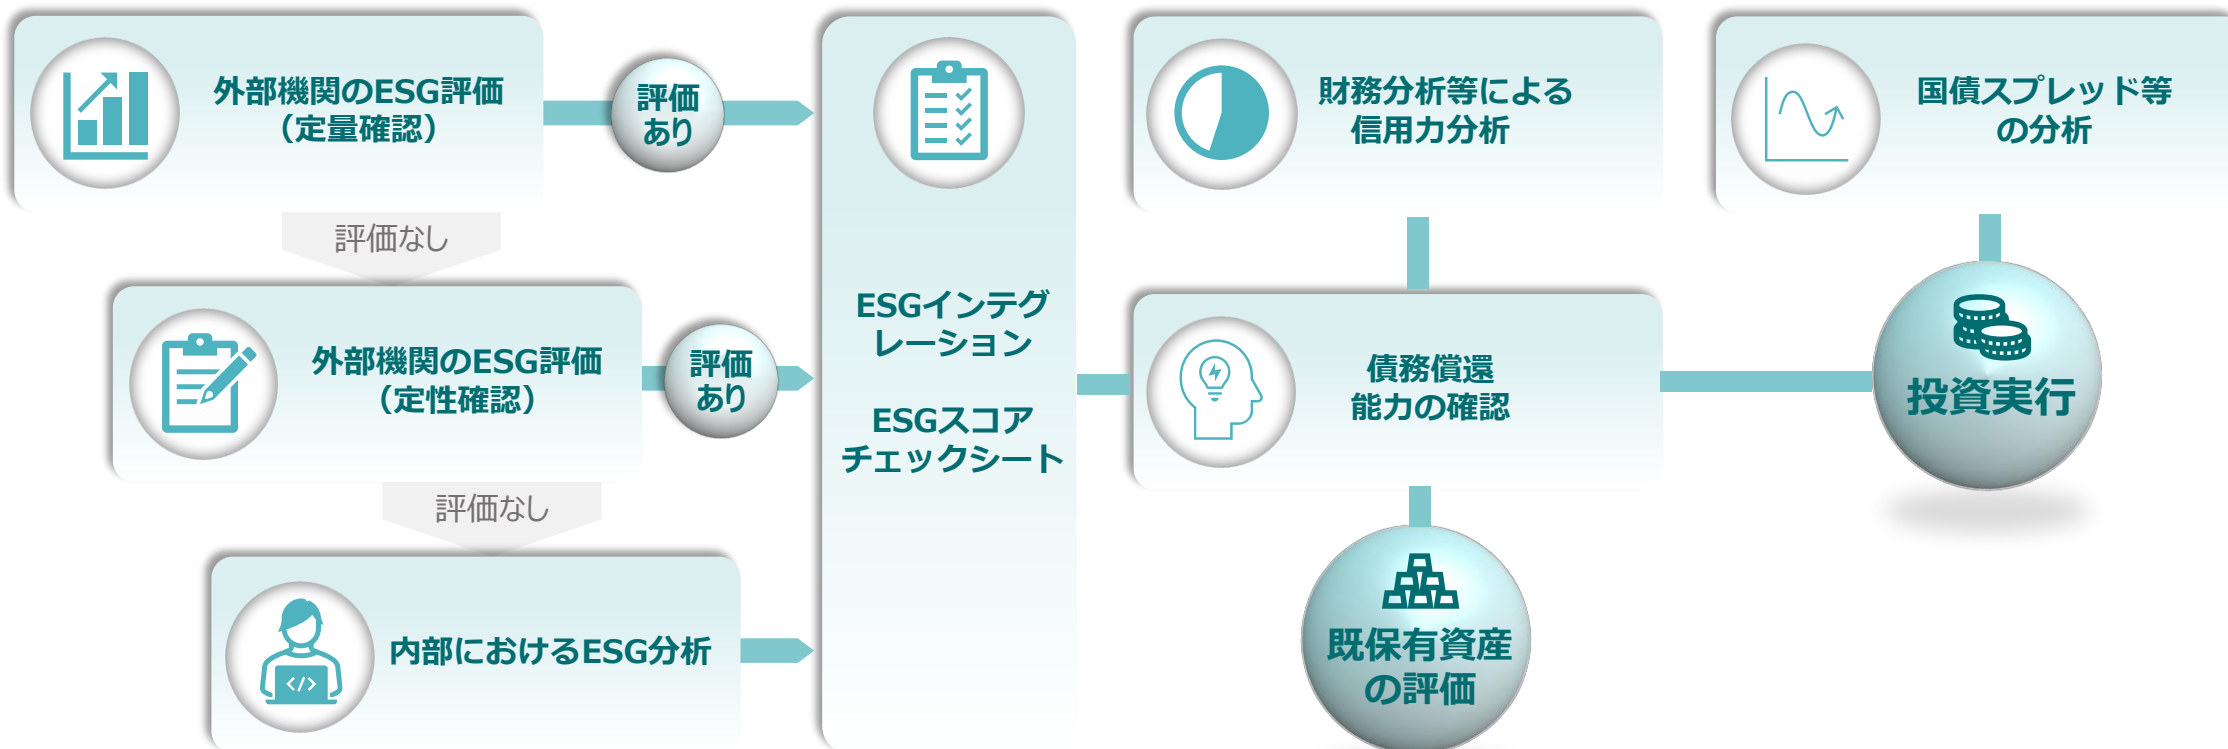 外部機関のESG評価
（定量確認）
評価
あり
評価なし
外部機関のESG評価
（定性確認）
評価
あり
評価なし
内部におけるESG分析
ESGインテグ
レーション
ESGスコア
チェックシート
財務分析等による
信用力分析
債務償還
能力の確認
既保有資産
の評価
国債スプレッド等
の分析
投資実行